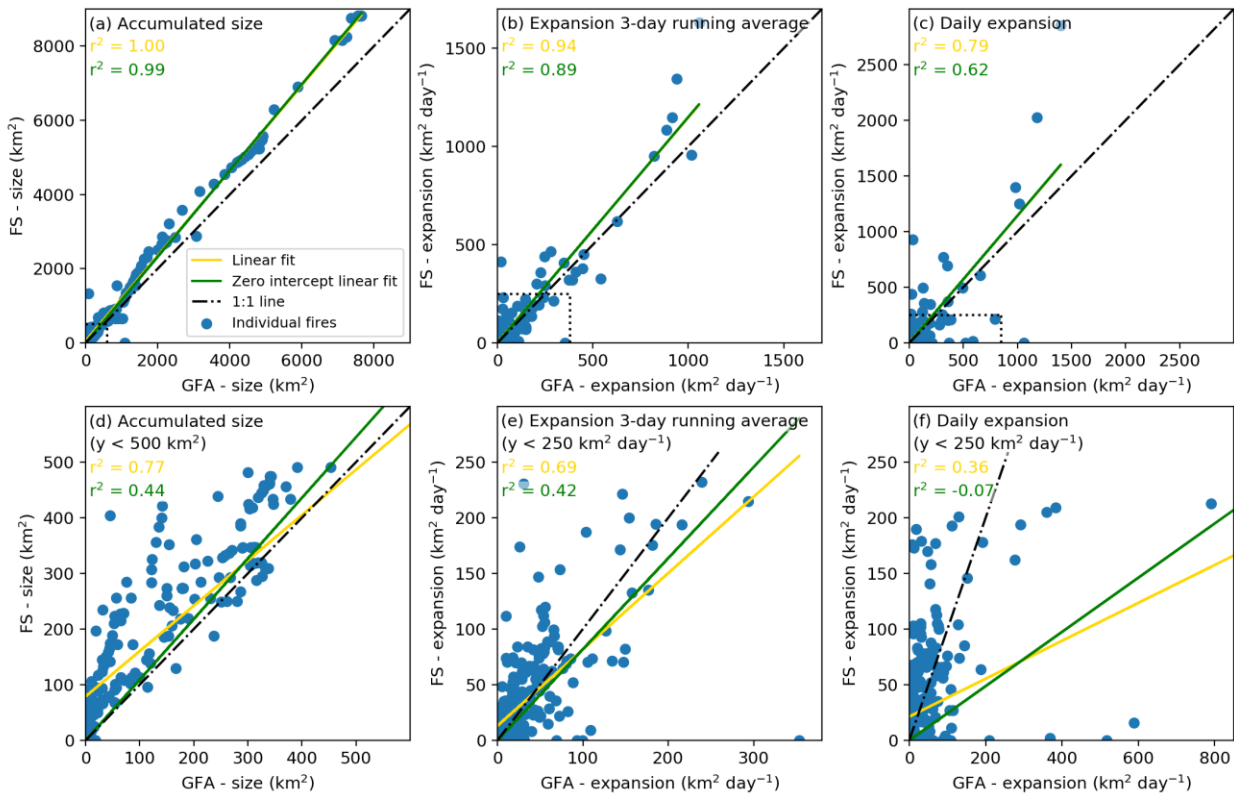 (a) Accumulated size
r² = 1.00
r² = 0.99
8000
6000
4000
2000
0
FS - size (km²)
Linear fit
Zero intercept linear fit
1:1 line
Individual fires
0 2000 4000 6000 8000
GFA - size (km²)
(b) Expansion 3-day running average
r² = 0.94
r² = 0.89
1500
1000
500
0
FS - expansion (km² day⁻¹)
0 500 1000 1500
GFA - expansion (km² day⁻¹)
(c) Daily expansion
r² = 0.79
r² = 0.62
2500
2000
1500
1000
500
0
FS - expansion (km² day⁻¹)
0 500 1000 1500 2000 2500
GFA - expansion (km² day⁻¹)
(d) Accumulated size
(y < 500 km²)
r² = 0.77
r² = 0.44
500
400
300
200
100
0
FS - size (km²)
0 100 200 300 400 500
GFA - size (km²)
(e) Expansion 3-day running average
(y < 250 km² day⁻¹)
r² = 0.69
r² = 0.42
250
200
150
100
50
0
FS - expansion (km² day⁻¹)
0 100 200 300
GFA - expansion (km² day⁻¹)
(f) Daily expansion
(y < 250 km² day⁻¹)
r² = 0.36
r² = -0.07
250
200
150
100
50
0
FS - expansion (km² day⁻¹)
0 200 400 600 800
GFA - expansion (km² day⁻¹)